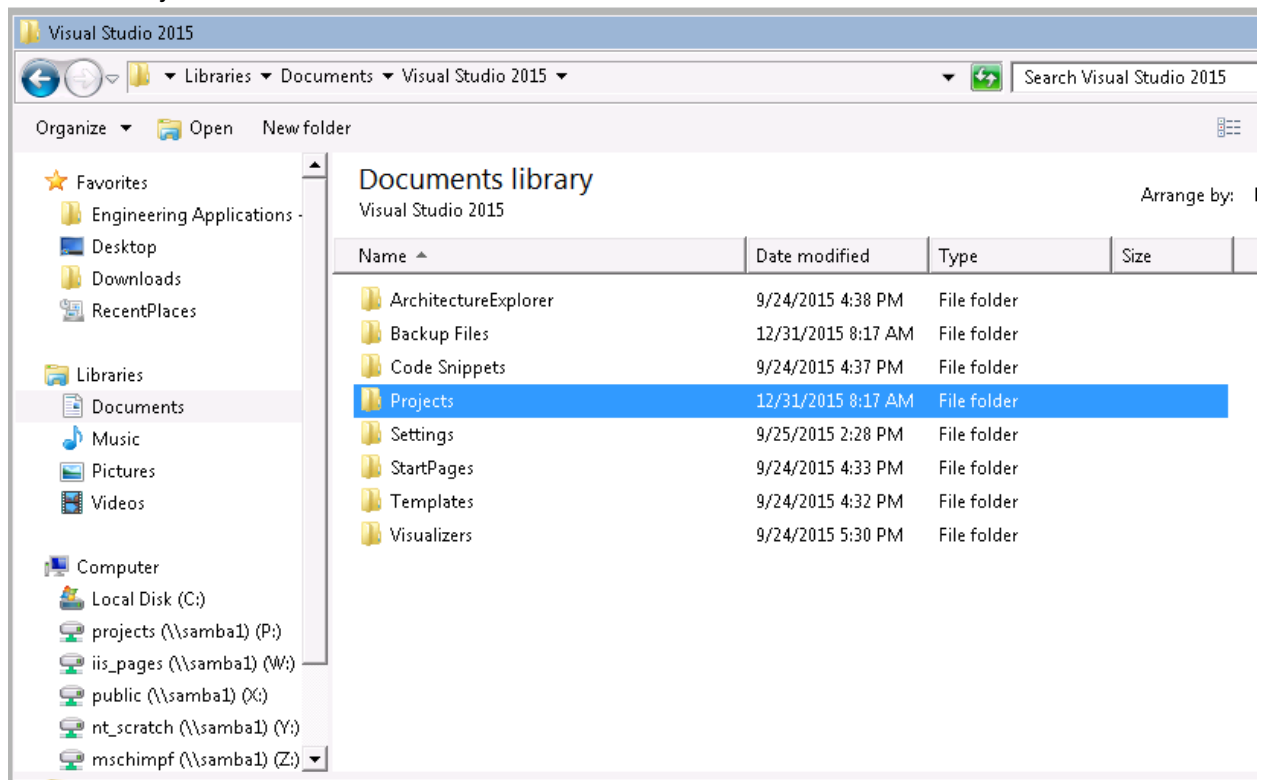 Visual Studio 2015
Libraries Documents Visual Studio 2015
Search Visual Studio 2015
Organize Open New folder
Favorites
Engineering Applications -
Desktop
Downloads
RecentPlaces
Libraries
Documents
Music
Pictures
Videos
Computer
Local Disk (C:)
projects (\\samba1) (P:)
iis_pages (\\samba1) (W:)
public (\\samba1) (X:)
nt_scratch (\\samba1) (Y:)
mschimpf (\\samba1) (Z:)
Documents library
Visual Studio 2015
Arrange by:
Name Date modified Type Size
ArchitectureExplorer 9/24/2015 4:38 PM File folder
Backup Files 12/31/2015 8:17 AM File folder
Code Snippets 9/24/2015 4:37 PM File folder
Projects 12/31/2015 8:17 AM File folder
Settings 9/25/2015 2:28 PM File folder
StartPages 9/24/2015 4:33 PM File folder
Templates 9/24/2015 4:32 PM File folder
Visualizers 9/24/2015 5:30 PM File folder